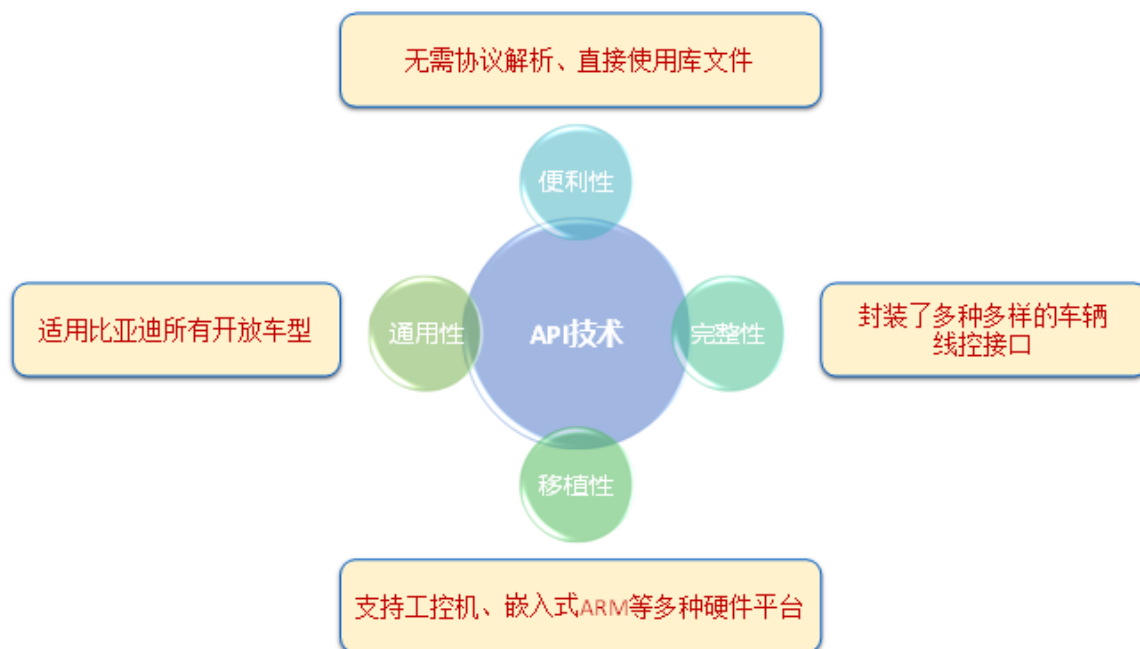 无需协议解析、直接使用库文件
便利性
适用比亚迪所有开放车型
通用性
API技术
完整性
封装了多种多样的车辆
线控接口
移植性
支持工控机、嵌入式ARM等多种硬件平台